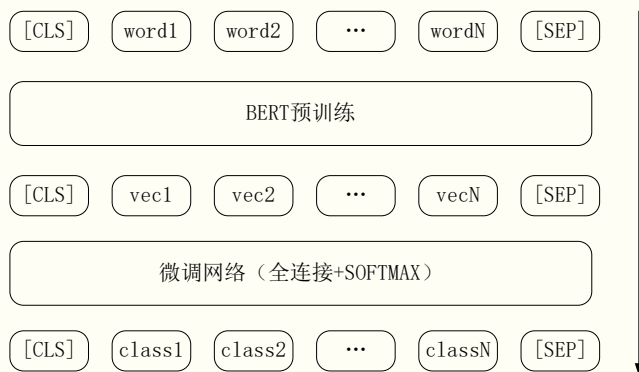 [CLS] word1 word2 … wordN [SEP]
BERT预训练
[CLS] vec1 vec2 … vecN [SEP]
微调网络（全连接+SOFTMAX）
[CLS] class1 class2 … classN [SEP]